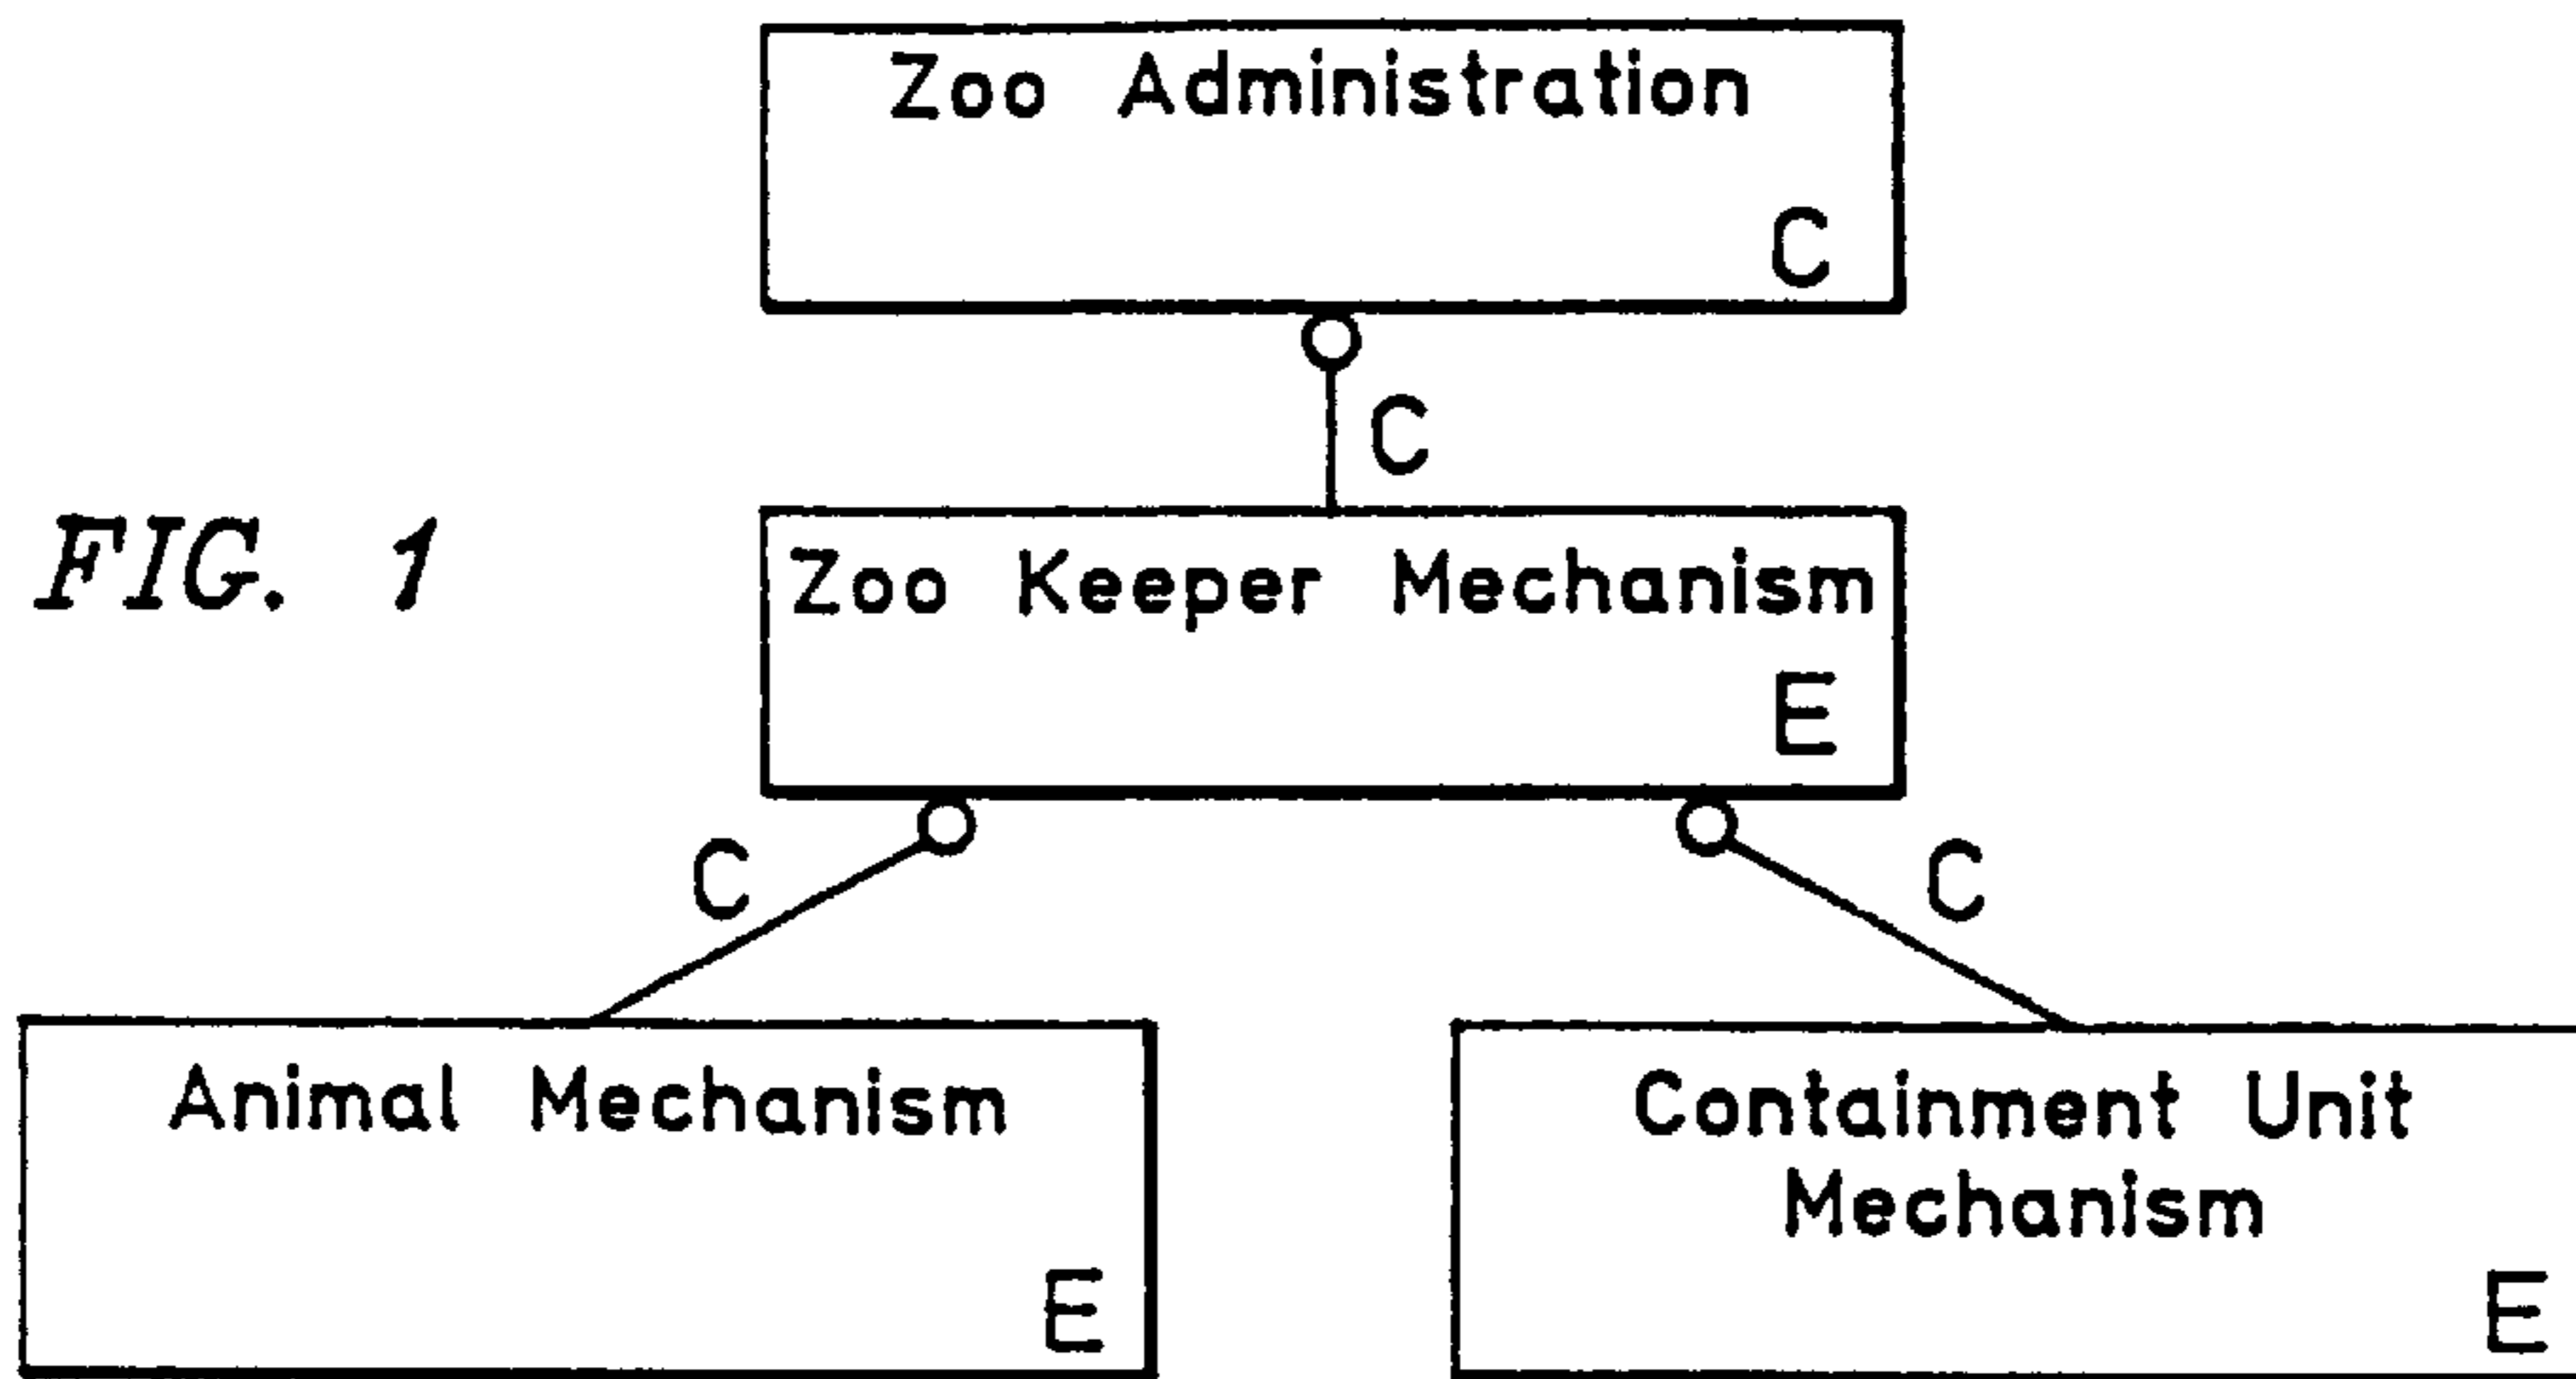 Zoo Administration
C
C
FIG. 1
Zoo Keeper Mechanism
E
C
C
Animal Mechanism
E
Containment Unit
Mechanism
E